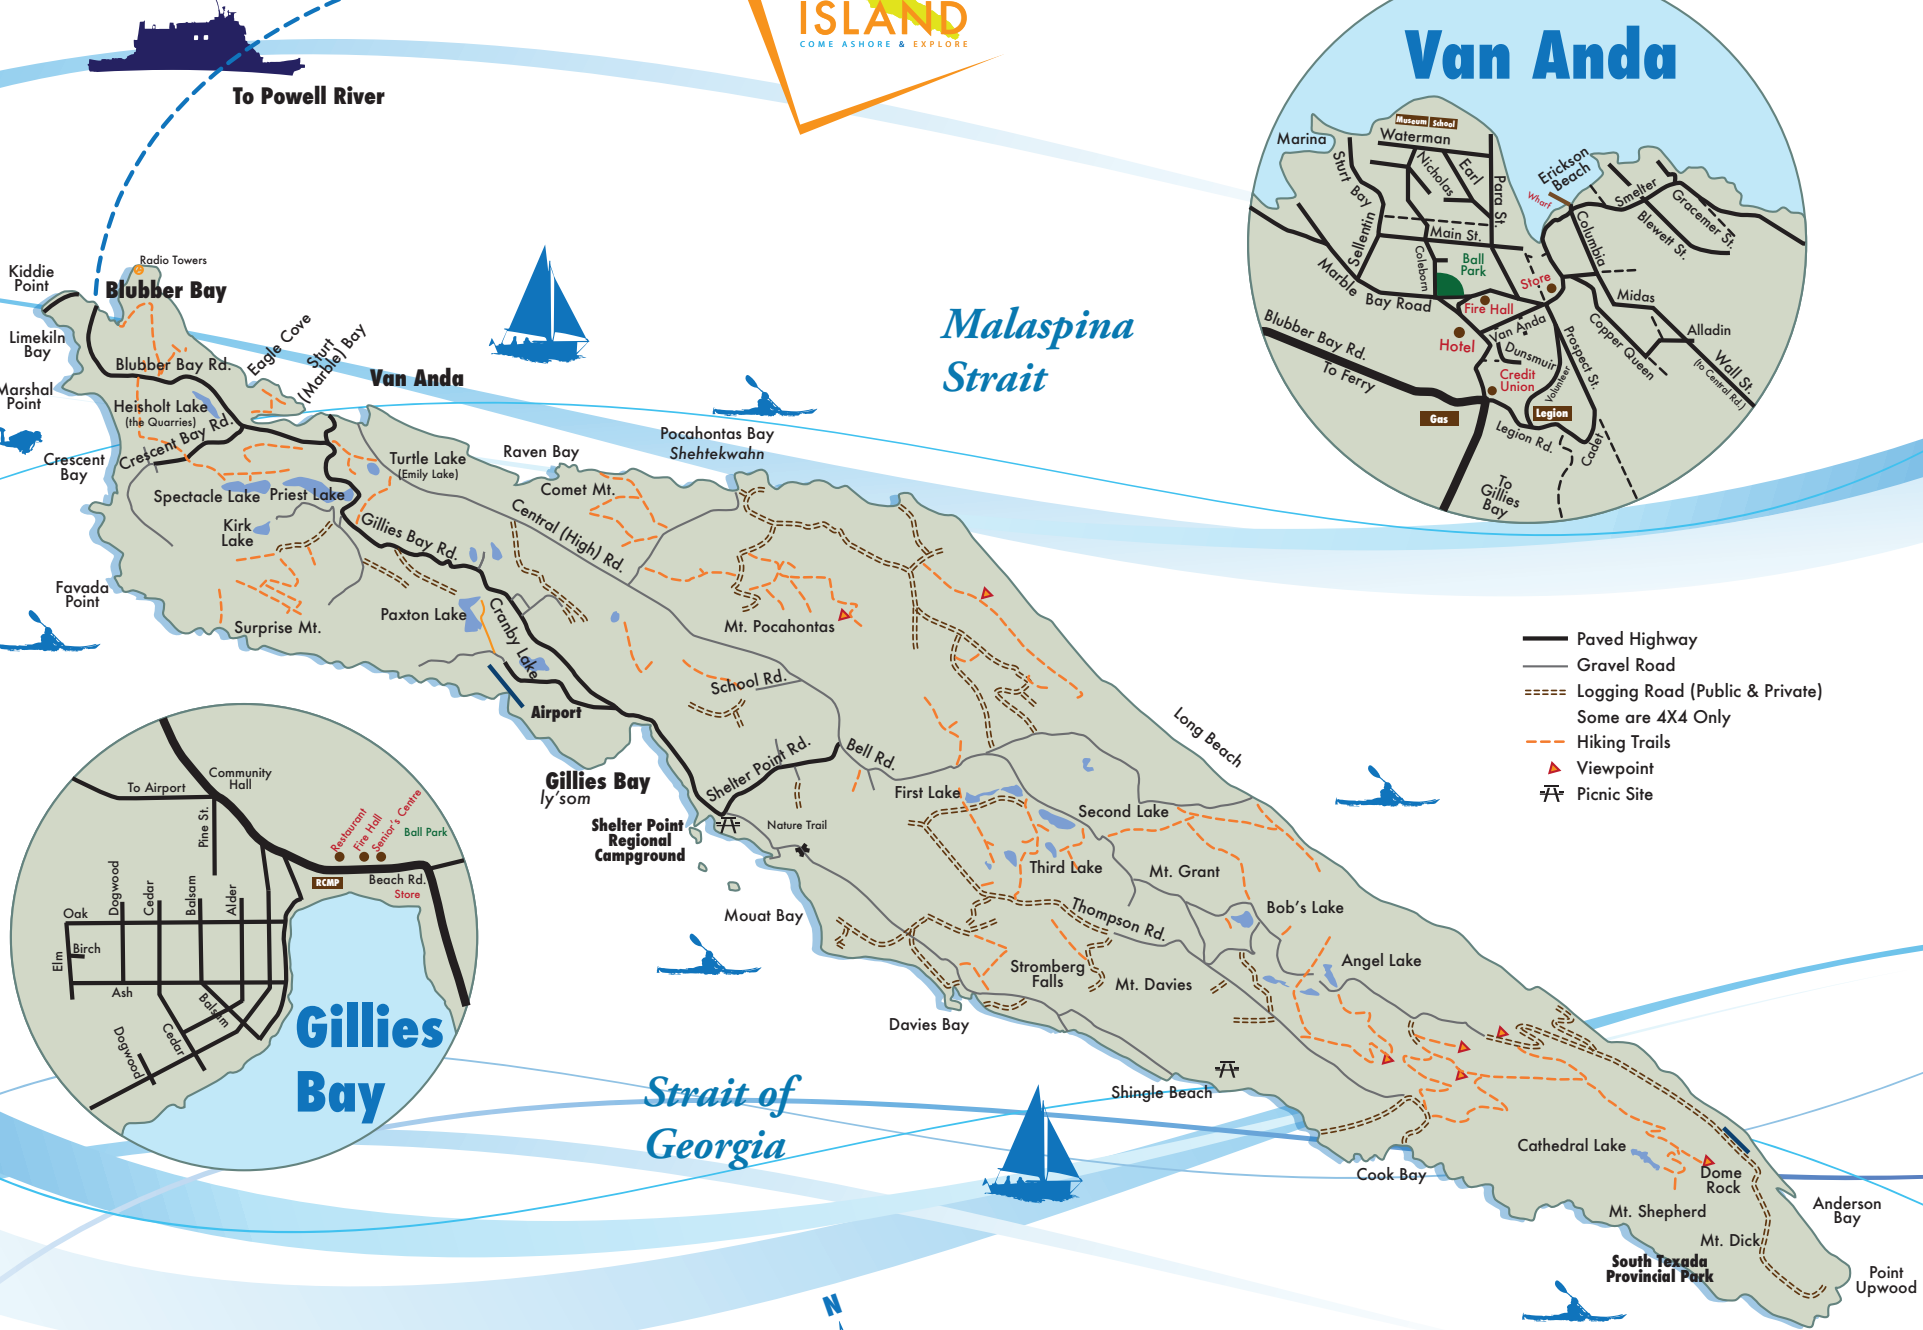 ISLAND
COME ASHORE & EXPLORE
To Powell River
Van Anda
Museum
School
Marina
Waterman
Sturt Bay
Nicholas
Earl
Para St.
Erickson
Beach
Wharf
Smelter
Gracemer St.
Blewett St.
Columbia
Sellentin
Main St.
Coleborn
Ball
Park
Store
Marble
Bay Road
Fire Hall
Midas
Alladin
Wall St.
(to Central Rd.)
Copper Queen
Prospect St.
Van Anda
Hotel
Dunsmuir
Volunteer
Credit
Union
Blubber Bay Rd.
To Ferry
Gas
Legion
Legion Rd.
Cadet
To
Gillies
Bay
Radio Towers
Kiddie
Point
Blubber Bay
Limekiln
Bay
Blubber Bay Rd.
Eagle Cove
Sturt
(Marble) Bay
Van Anda
Marshal
Point
Heisholt Lake
(the Quarries)
Crescent Bay Rd.
Crescent
Bay
Malaspina
Strait
Turtle Lake
(Emily Lake)
Raven Bay
Pocahontas Bay
Shehtekwahn
Spectacle Lake
Priest Lake
Comet Mt.
Kirk
Lake
Gillies Bay Rd.
Central (High) Rd.
Favada
Point
Surprise Mt.
Paxton Lake
Cranby Lake
Mt. Pocahontas
School Rd.
Airport
Long Beach
Paved Highway
Gravel Road
Logging Road (Public & Private)
Some are 4X4 Only
Hiking Trails
Viewpoint
Picnic Site
Gillies Bay
ly'som
Shelter Point Rd.
Bell Rd.
Shelter Point
Regional
Campground
Nature Trail
First Lake
Second Lake
Third Lake
Mt. Grant
Mouat Bay
Thompson Rd.
Bob's Lake
Angel Lake
Stromberg
Falls
Mt. Davies
Davies Bay
Shingle Beach
Strait of
Georgia
Cook Bay
Cathedral Lake
Dome
Rock
Anderson
Bay
Mt. Shepherd
Mt. Dick
South Texada
Provincial Park
Point
Upwood
To Airport
Community
Hall
Pine St.
Restaurant
Fire Hall
Senior's Centre
Ball Park
RCMP
Beach Rd.
Store
Dogwood
Cedar
Balsam
Alder
Oak
Birch
Elm
Ash
Balsam
Cedar
Dogwood
Gillies
Bay
N